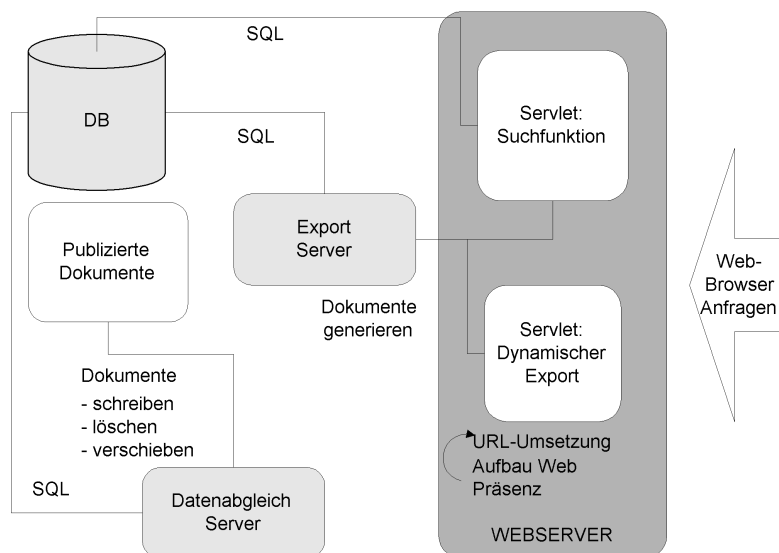 SQL
DB
SQL
Servlet:
Suchfunktion
Publizierte
Dokumente
Export
Server
Web-
Browser
Anfragen
Dokumente
generieren
Servlet:
Dynamischer
Export
Dokumente
- schreiben
- löschen
- verschieben
URL-Umsetzung
Aufbau Web
Präsenz
SQL
Datenabgleich
Server
WEBSERVER